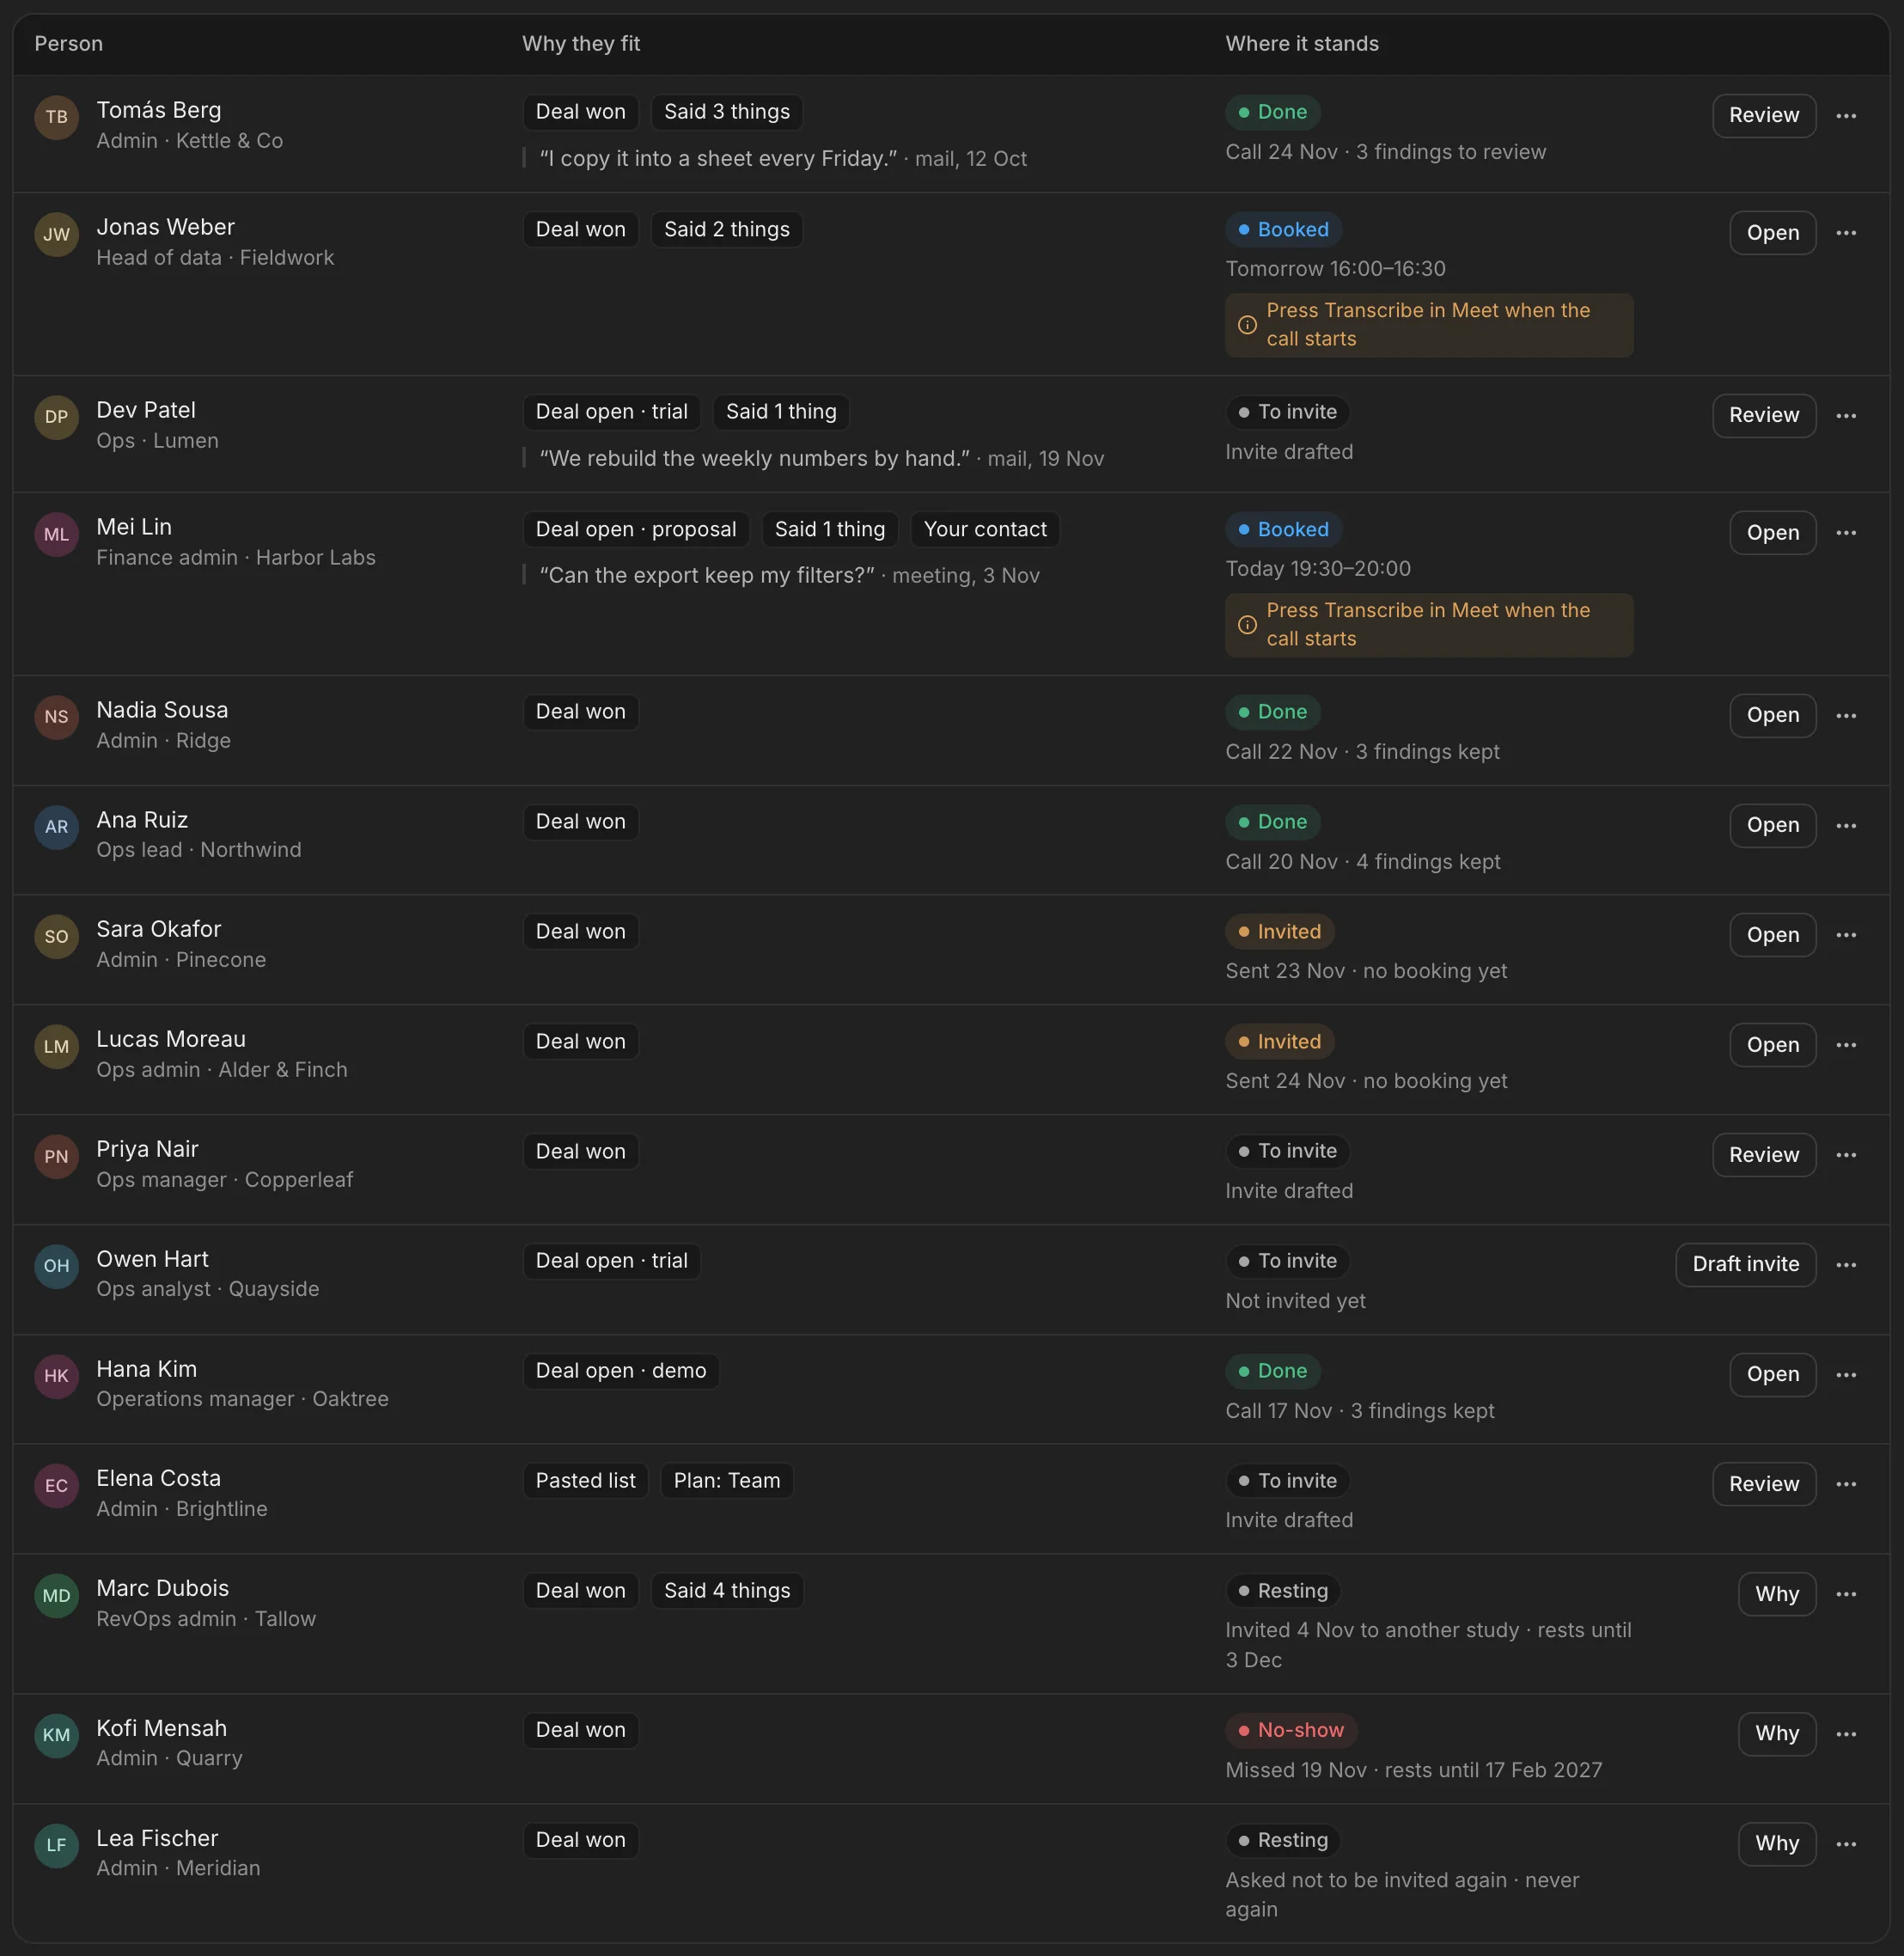 Person
Why they fit
Where it stands
TB
Tomás Berg
Admin · Kettle & Co
Deal won
Said 3 things
“I copy it into a sheet every Friday.” · mail, 12 Oct
Done
Call 24 Nov · 3 findings to review
Review
JW
Jonas Weber
Head of data · Fieldwork
Deal won
Said 2 things
Booked
Tomorrow 16:00–16:30
Press Transcribe in Meet when the
call starts
Open
DP
Dev Patel
Ops · Lumen
Deal open · trial
Said 1 thing
“We rebuild the weekly numbers by hand.” · mail, 19 Nov
To invite
Invite drafted
Review
ML
Mei Lin
Finance admin · Harbor Labs
Deal open · proposal
Said 1 thing
Your contact
“Can the export keep my filters?” · meeting, 3 Nov
Booked
Today 19:30–20:00
Press Transcribe in Meet when the
call starts
Open
NS
Nadia Sousa
Admin · Ridge
Deal won
Done
Call 22 Nov · 3 findings kept
Open
AR
Ana Ruiz
Ops lead · Northwind
Deal won
Done
Call 20 Nov · 4 findings kept
Open
SO
Sara Okafor
Admin · Pinecone
Deal won
Invited
Sent 23 Nov · no booking yet
Open
LM
Lucas Moreau
Ops admin · Alder & Finch
Deal won
Invited
Sent 24 Nov · no booking yet
Open
PN
Priya Nair
Ops manager · Copperleaf
Deal won
To invite
Invite drafted
Review
OH
Owen Hart
Ops analyst · Quayside
Deal open · trial
To invite
Not invited yet
Draft invite
HK
Hana Kim
Operations manager · Oaktree
Deal open · demo
Done
Call 17 Nov · 3 findings kept
Open
EC
Elena Costa
Admin · Brightline
Pasted list
Plan: Team
To invite
Invite drafted
Review
MD
Marc Dubois
RevOps admin · Tallow
Deal won
Said 4 things
Resting
Invited 4 Nov to another study · rests until
3 Dec
Why
KM
Kofi Mensah
Admin · Quarry
Deal won
No-show
Missed 19 Nov · rests until 17 Feb 2027
Why
LF
Lea Fischer
Admin · Meridian
Deal won
Resting
Asked not to be invited again · never
again
Why